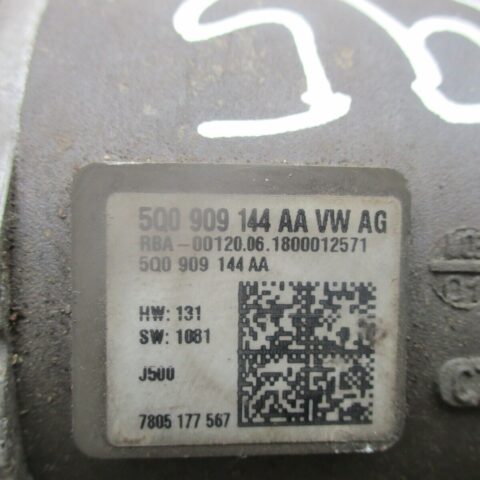 5Q0 909 144 AA VW AG
RBA-00120.06.1800012571
5Q0 909 144 AA
HW: 131
SW: 1081
J500
7805 177 567